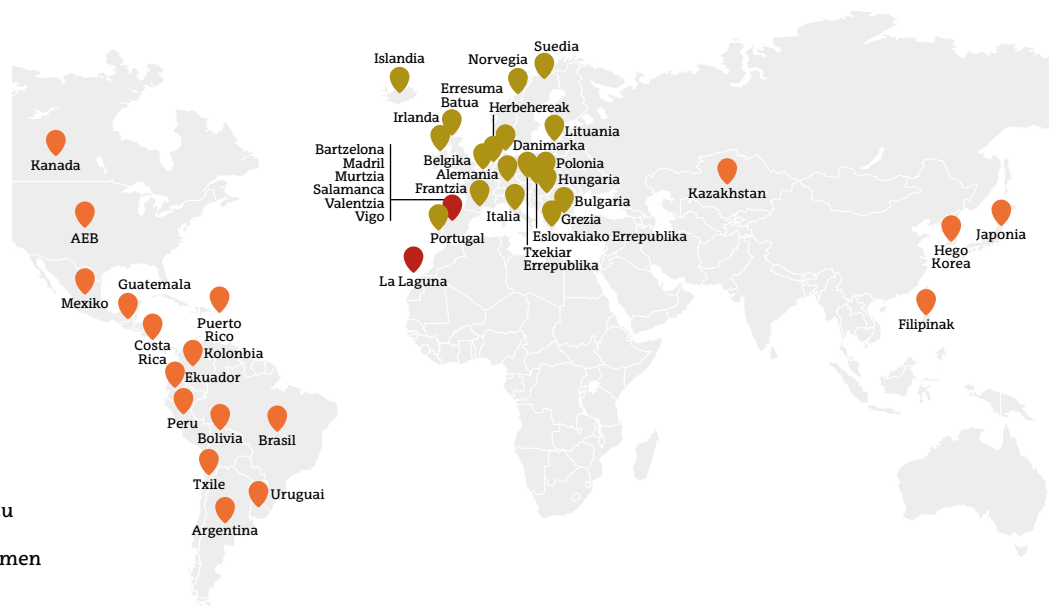 Suedia
Islandia
Norvegia
Erresuma
Batua
Herbehereak
Irlanda
Lituania
Danimarka
Bartzelona
Madril
Murtzia
Salamanca
Valentzia
Vigo
Belgika
Alemania
Frantzia
Polonia
Hungaria
Bulgaria
Italia
Grezia
Portugal
Eslovakiako Errepublika
Txekiar
Errepublika
La Laguna
Kanada
AEB
Mexiko
Guatemala
Puerto
Rico
Costa
Rica
Kolonbia
Ekuador
Peru
Bolivia
Brasil
Txile
Uruguai
Argentina
Kazakhstan
Japonia
Hego
Korea
Filipinak
u
men